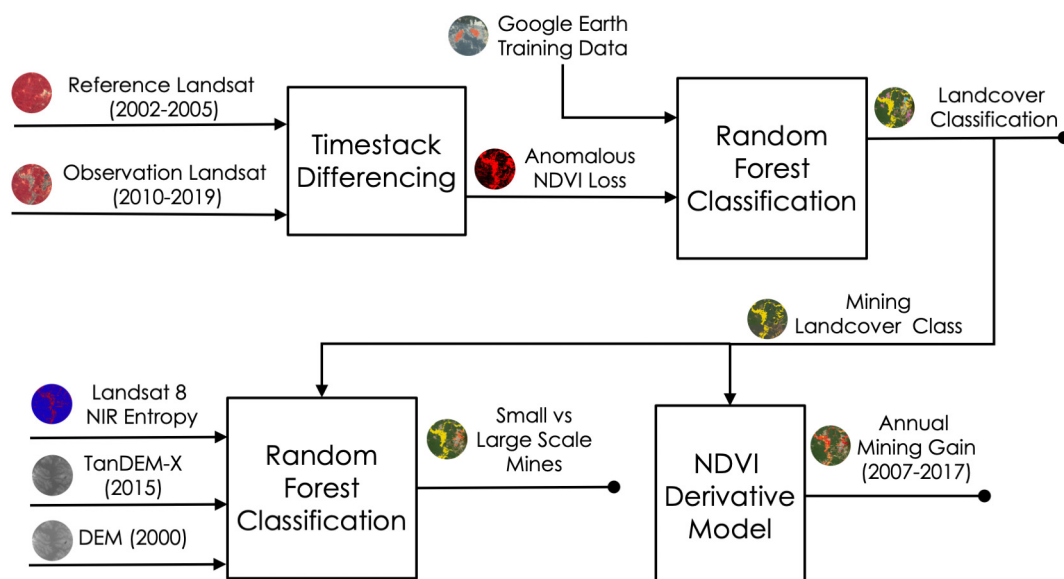 Google Earth
Training Data
Reference Landsat
(2002-2005)
Timestack
Differencing
Random
Forest
Classification
Landcover
Classification
Observation Landsat
(2010-2019)
Anomalous
NDVI Loss
Mining
Landcover Class
Landsat 8
NIR Entropy
TanDEM-X
(2015)
DEM (2000)
Random
Forest
Classification
Small vs
Large Scale
Mines
NDVI
Derivative
Model
Annual
Mining Gain
(2007-2017)